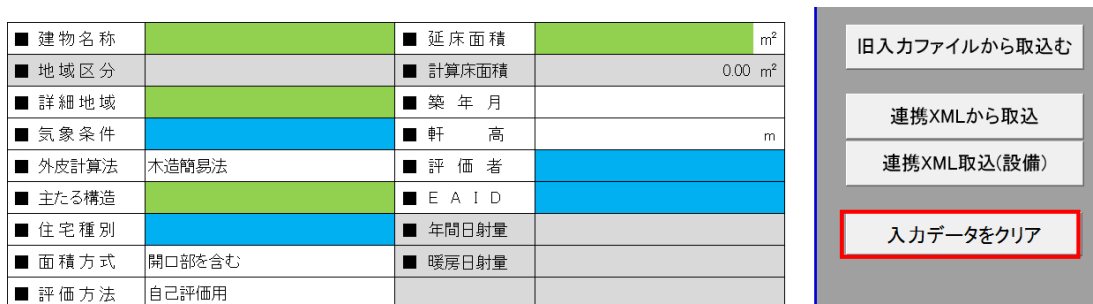 ■ 建物名称 ■ 延床面積 m²
■ 地域区分 ■ 計算床面積 0.00 m²
■ 詳細地域 ■ 築年月
■ 気象条件 ■ 軒高 m
■ 外皮計算法 木造簡易法 ■ 評価者
■ 主たる構造 ■ EAID
■ 住宅種別 ■ 年間日射量
■ 面積方式 開口部を含む ■ 暖房日射量
■ 評価方法 自己評価用
旧入力ファイルから取込む
連携XMLから取込
連携XML取込(設備)
入力データをクリア